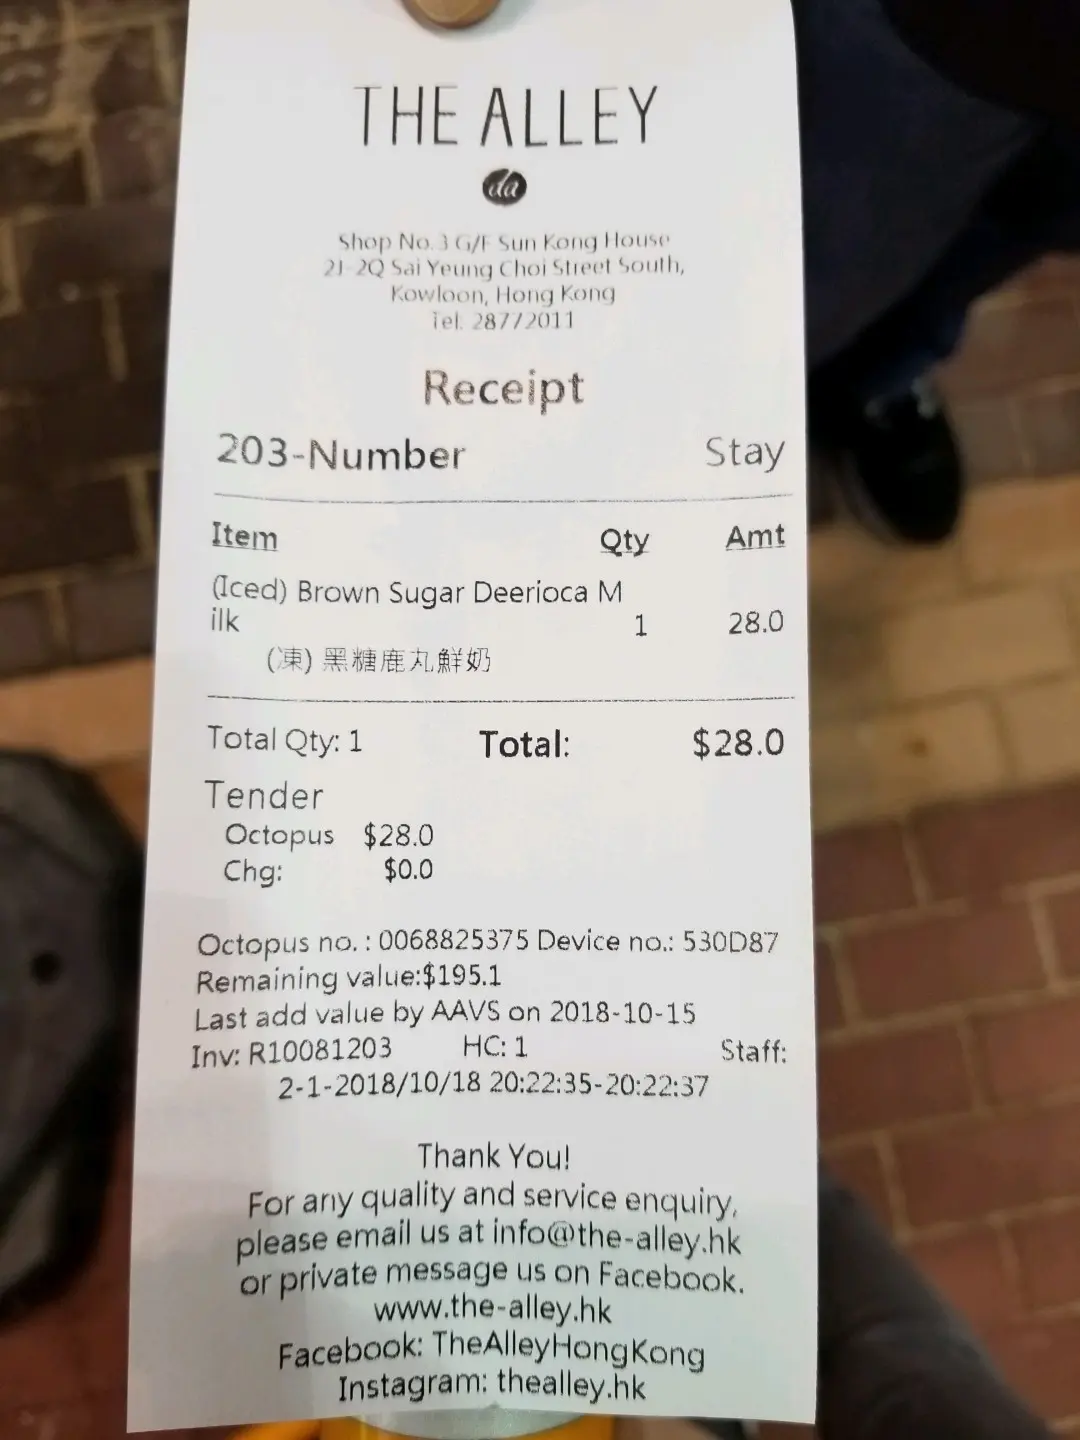 THE ALLEY
da
Shop No.3 G/F Sun Kong House
2J-2Q Sai Yeung Choi Street South,
Kowloon, Hong Kong
Tel: 28772011
Receipt
203-Number Stay
Item Qty Amt
(Iced) Brown Sugar Deerioca M
ilk 1 28.0
(凍) 黑糖鹿丸鮮奶
Total Qty: 1 Total: $28.0
Tender
Octopus $28.0
Chg: $0.0
Octopus no. : 0068825375 Device no.: 530D87
Remaining value:$195.1
Last add value by AAVS on 2018-10-15
Inv: R10081203 HC: 1 Staff:
2-1-2018/10/18 20:22:35-20:22:37
Thank You!
For any quality and service enquiry,
please email us at info@the-alley.hk
or private message us on Facebook.
www.the-alley.hk
Facebook: TheAlleyHongKong
Instagram: thealley.hk